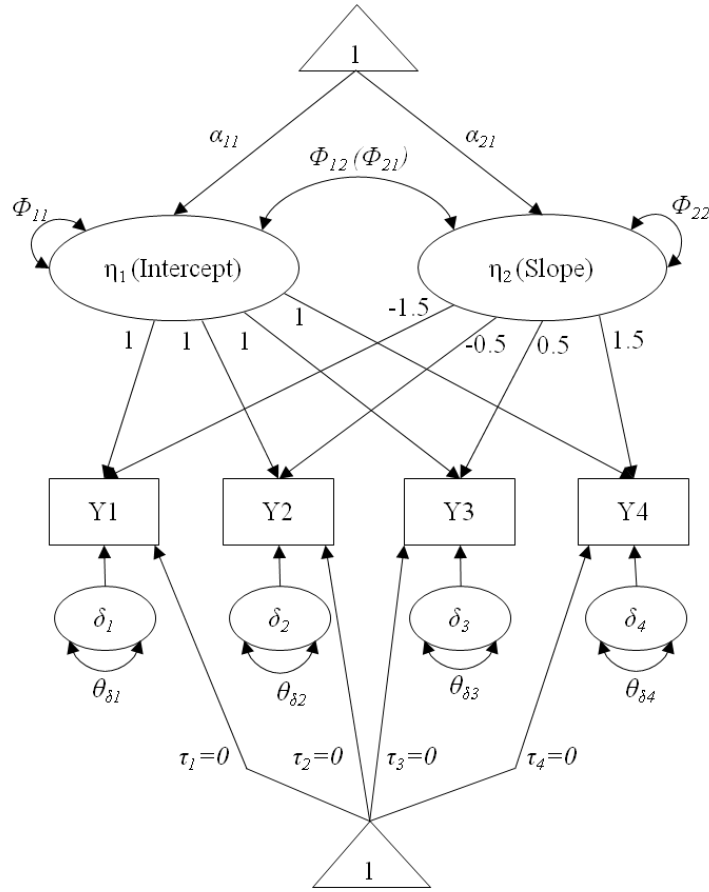 1
α₁₁
α₂₁
Φ₁₂ (Φ₂₁)
Φ₁₁
Φ₂₂
η₁ (Intercept)
η₂ (Slope)
1
1
1
1
-1.5
-0.5
0.5
1.5
Y1
Y2
Y3
Y4
δ₁
δ₂
δ₃
δ₄
θδ1
θδ2
θδ3
θδ4
τ₁=0
τ₂=0
τ₃=0
τ₄=0
1